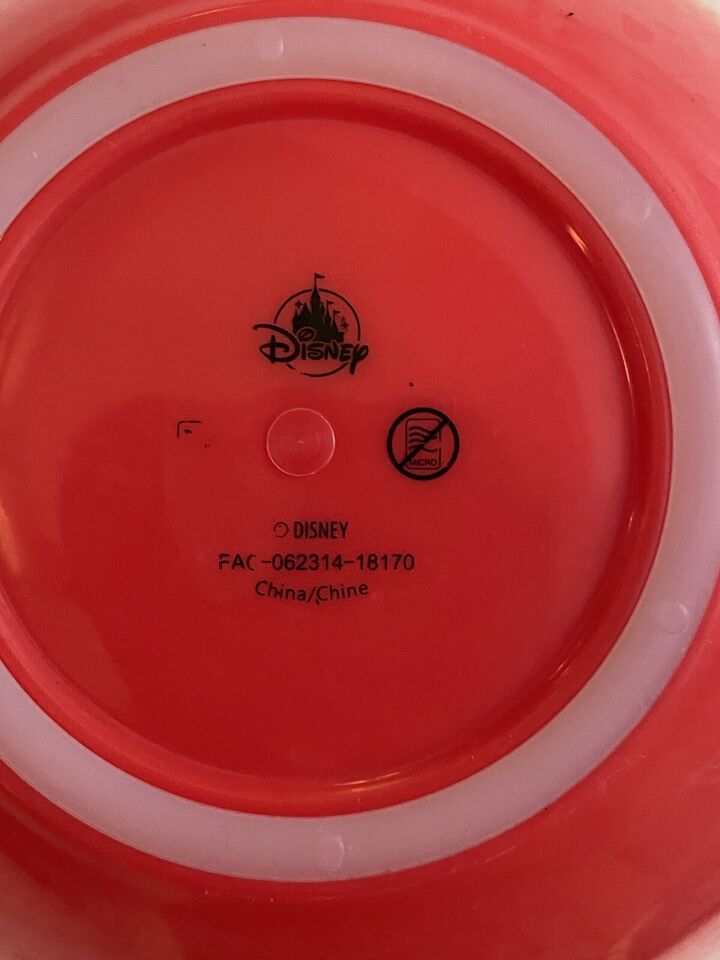 Disney
MICRO
© DISNEY
FAC-062314-18170
China/Chine